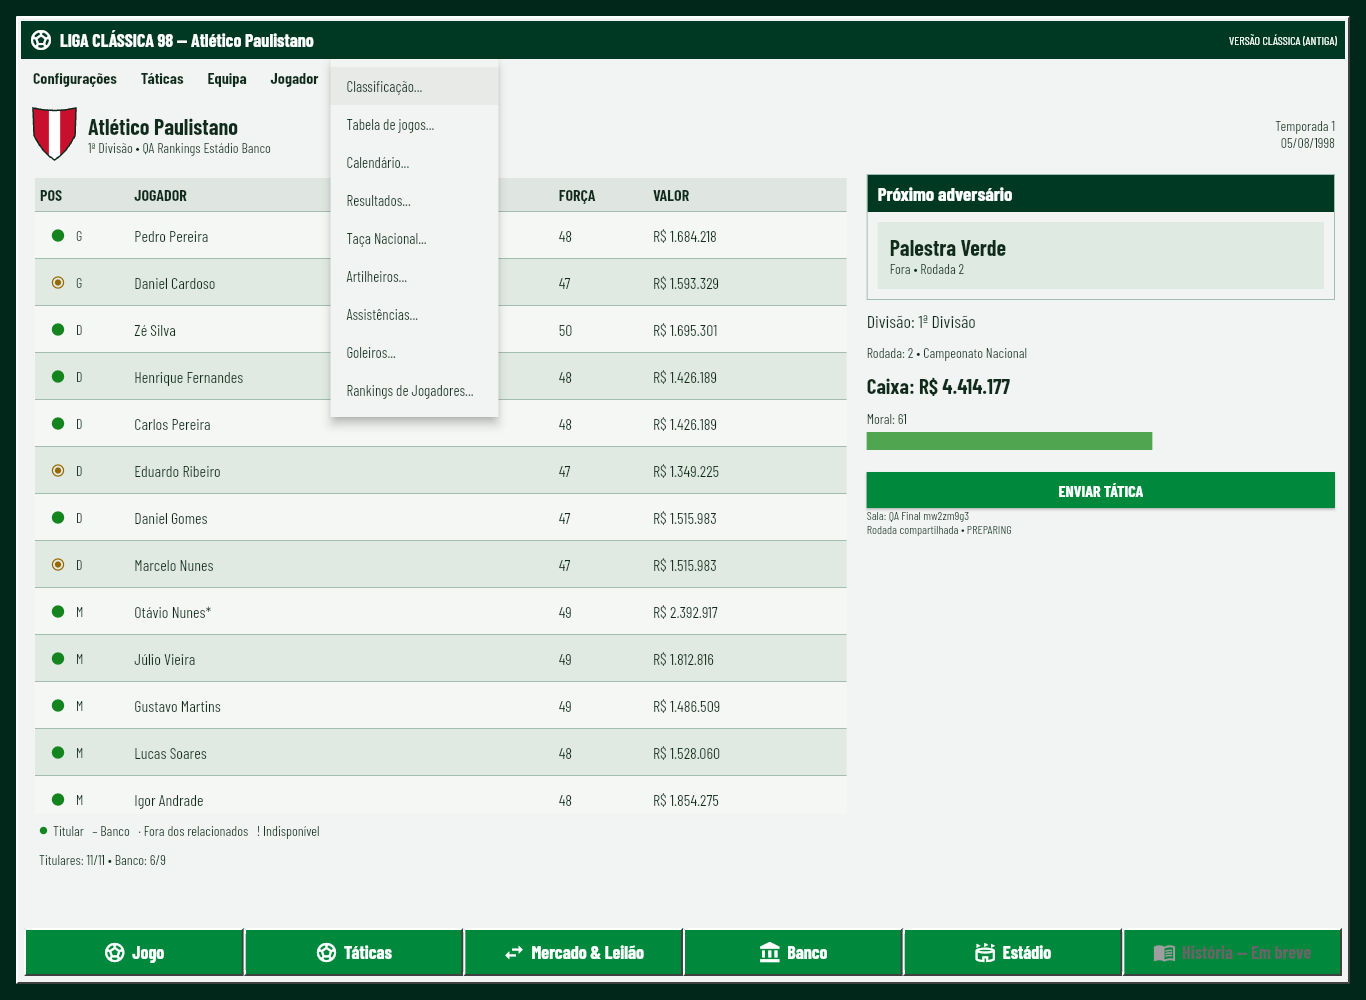 LIGA CLÁSSICA 98 — Atlético Paulistano
VERSÃO CLÁSSICA (ANTIGA)
Configurações Táticas Equipa Jogador
Classificação...
Tabela de jogos...
Calendário...
Resultados...
Taça Nacional...
Artilheiros...
Assistências...
Goleiros...
Rankings de Jogadores...
Atlético Paulistano
1ª Divisão • QA Rankings Estádio Banco
Temporada 1
05/08/1998
POS JOGADOR FORÇA VALOR
G Pedro Pereira 48 R$ 1.684.218
G Daniel Cardoso 47 R$ 1.593.329
D Zé Silva 50 R$ 1.695.301
D Henrique Fernandes 48 R$ 1.426.189
D Carlos Pereira 48 R$ 1.426.189
D Eduardo Ribeiro 47 R$ 1.349.225
D Daniel Gomes 47 R$ 1.515.983
D Marcelo Nunes 47 R$ 1.515.983
M Otávio Nunes* 49 R$ 2.392.917
M Júlio Vieira 49 R$ 1.812.816
M Gustavo Martins 49 R$ 1.486.509
M Lucas Soares 48 R$ 1.528.060
M Igor Andrade 48 R$ 1.854.275
● Titular – Banco · Fora dos relacionados ! Indisponível
Titulares: 11/11 • Banco: 6/9
Próximo adversário
Palestra Verde
Fora • Rodada 2
Divisão: 1ª Divisão
Rodada: 2 • Campeonato Nacional
Caixa: R$ 4.414.177
Moral: 61
ENVIAR TÁTICA
Sala: QA Final mw2zm9g3
Rodada compartilhada • PREPARING
Jogo Táticas Mercado & Leilão Banco Estádio História — Em breve